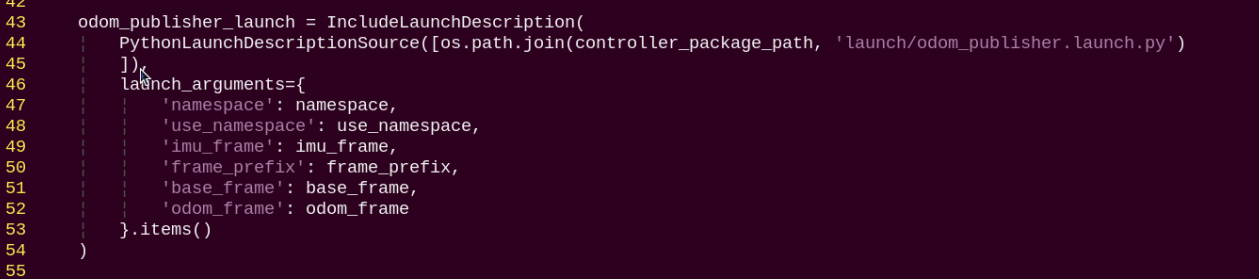 42
43     odom_publisher_launch = IncludeLaunchDescription(
44         PythonLaunchDescriptionSource([os.path.join(controller_package_path, 'launch/odom_publisher.launch.py')
45         ]),
46         launch_arguments={
47             'namespace': namespace,
48             'use_namespace': use_namespace,
49             'imu_frame': imu_frame,
50             'frame_prefix': frame_prefix,
51             'base_frame': base_frame,
52             'odom_frame': odom_frame
53         }.items()
54     )
55